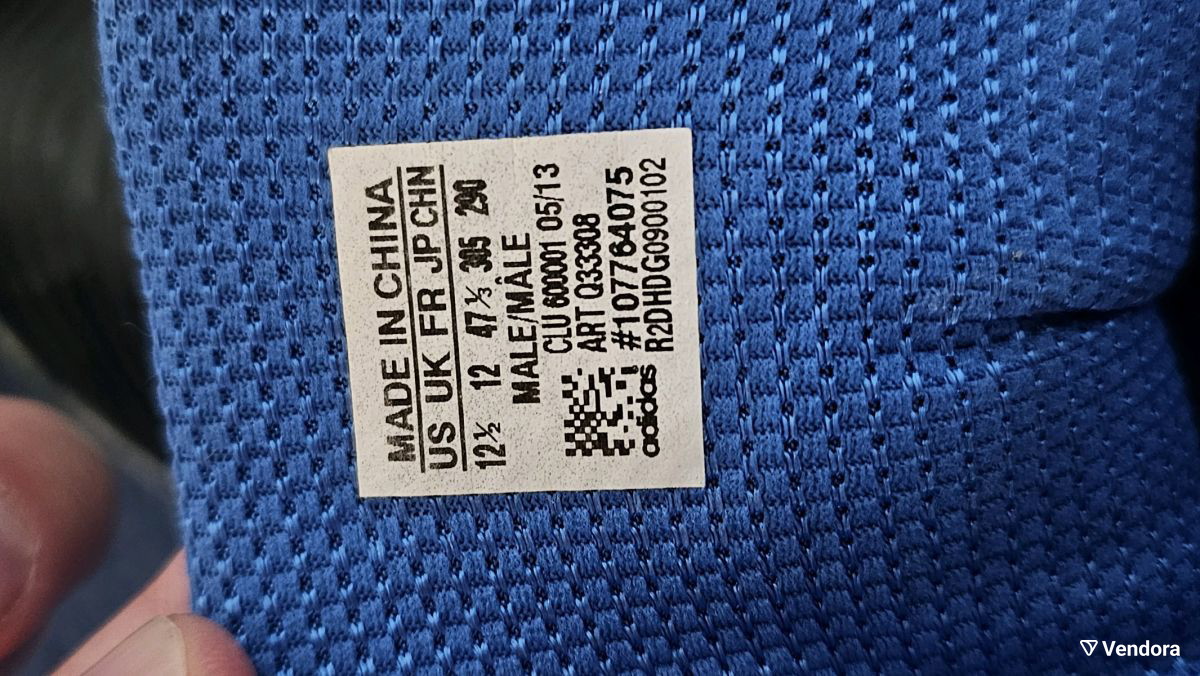 MADE IN CHINA
US UK FR JP CHN
12½ 12 47⅓ 305 290
MALE/MÂLE
CLU 600001 05/13
ART Q33308
#107764075
adidas R2DHDG0900102
Vendora